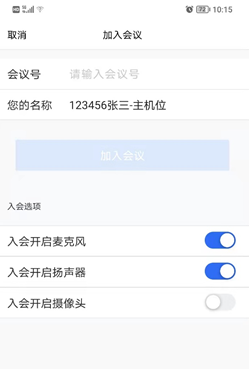 10:15
取消 加入会议
会议号 请输入会议号
您的名称 123456张三-主机位
加入会议
入会选项
入会开启麦克风
入会开启扬声器
入会开启摄像头